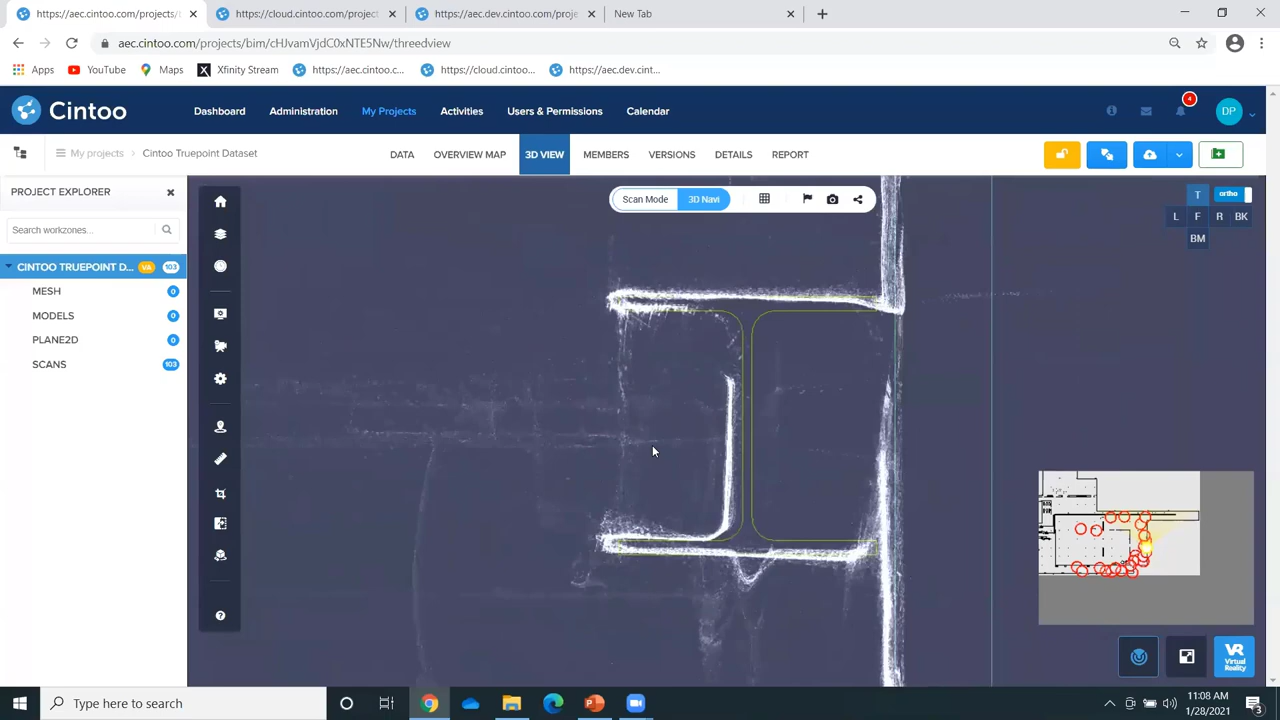 https://aec.cintoo.com/projects/t
https://cloud.cintoo.com/project
https://aec.dev.cintoo.com/proje
New Tab
aec.cintoo.com/projects/bim/cHJvamVjdC0xNTE5Nw/threedview
Apps
YouTube
Maps
Xfinity Stream
https://aec.cintoo.c...
https://cloud.cintoo...
https://aec.dev.cint...
Cintoo
Dashboard
Administration
My Projects
Activities
Users & Permissions
Calendar
4
DP
My projects
Cintoo Truepoint Dataset
DATA
OVERVIEW MAP
3D VIEW
MEMBERS
VERSIONS
DETAILS
REPORT
PROJECT EXPLORER
Search workzones...
CINTOO TRUEPOINT D...
VA
103
MESH
0
MODELS
0
PLANE2D
0
SCANS
103
Scan Mode
3D Navi
T
ortho
L
F
R
BK
BM
VR
Virtual
Reality
Type here to search
11:08 AM
1/28/2021
3